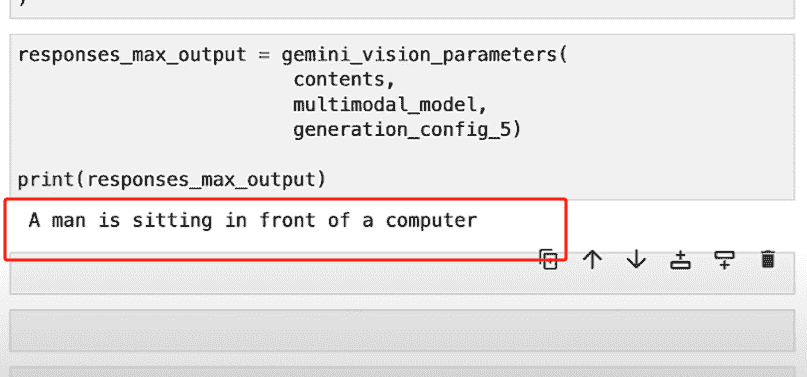 )
responses_max_output = gemini_vision_parameters(
contents,
multimodal_model,
generation_config_5)
print(responses_max_output)
A man is sitting in front of a computer